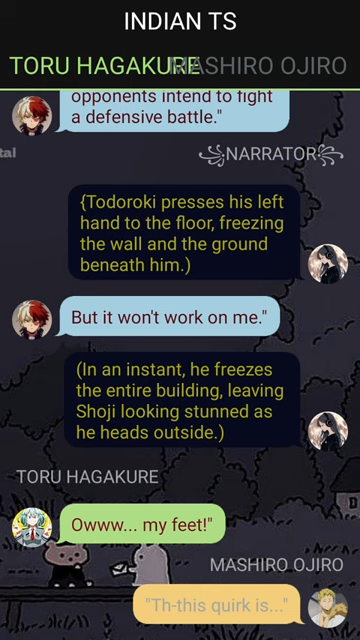 INDIAN TS
TORU HAGAKURE MASHIRO OJIRO
opponents intend to fight
a defensive battle."
tal
꧁NARRATOR꧂
{Todoroki presses his left
hand to the floor, freezing
the wall and the ground
beneath him.)
But it won't work on me."
(In an instant, he freezes
the entire building, leaving
Shoji looking stunned as
he heads outside.)
TORU HAGAKURE
Owww... my feet!"
MASHIRO OJIRO
"Th-this quirk is..."